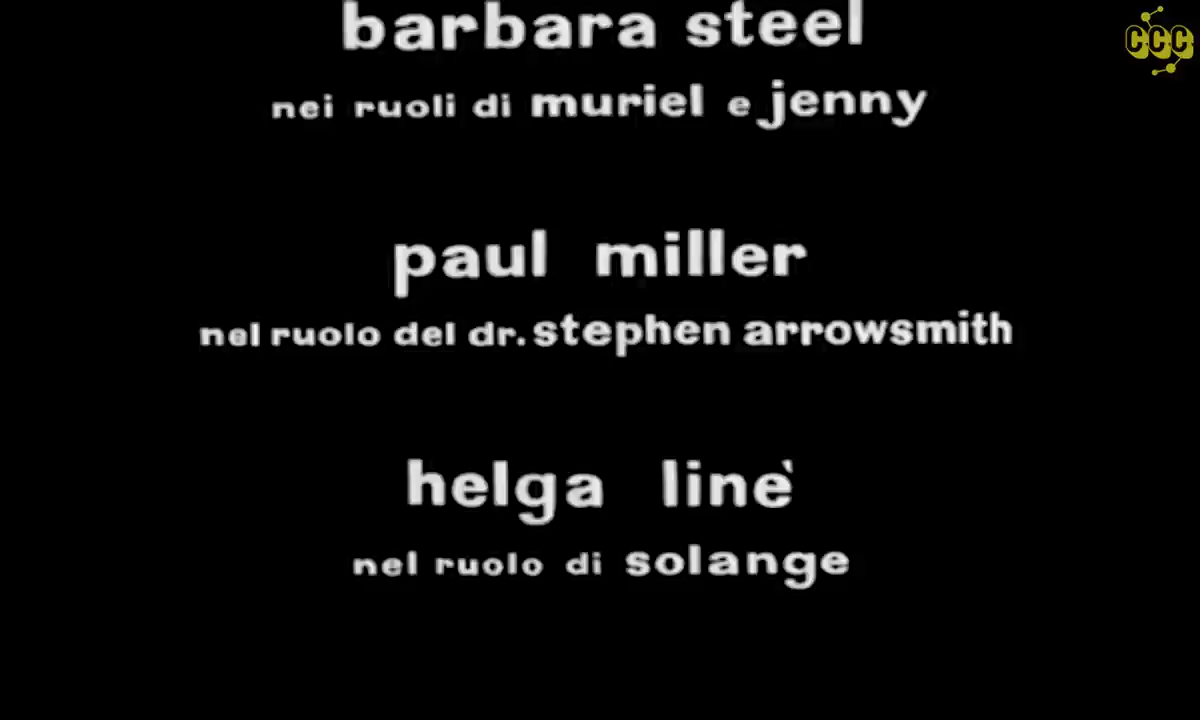 CCC
barbara steel
nei ruoli di muriel e jenny
paul miller
nel ruolo del dr. stephen arrowsmith
helga linè
nel ruolo di solange